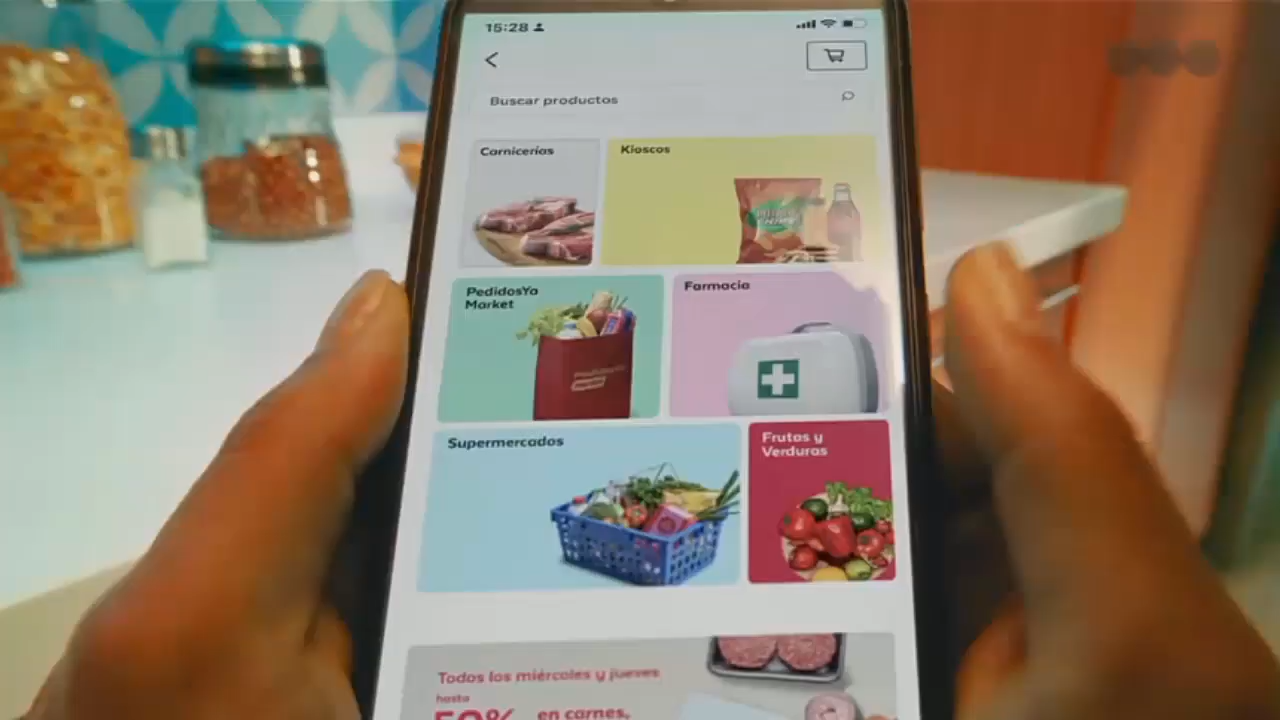 15:28
Buscar productos
Carnicerías
Kioscos
PedidosYa
Market
Farmacia
Supermercados
Frutas y
Verduras
Todos los miércoles y jueves
hasta
50%
en carnes,